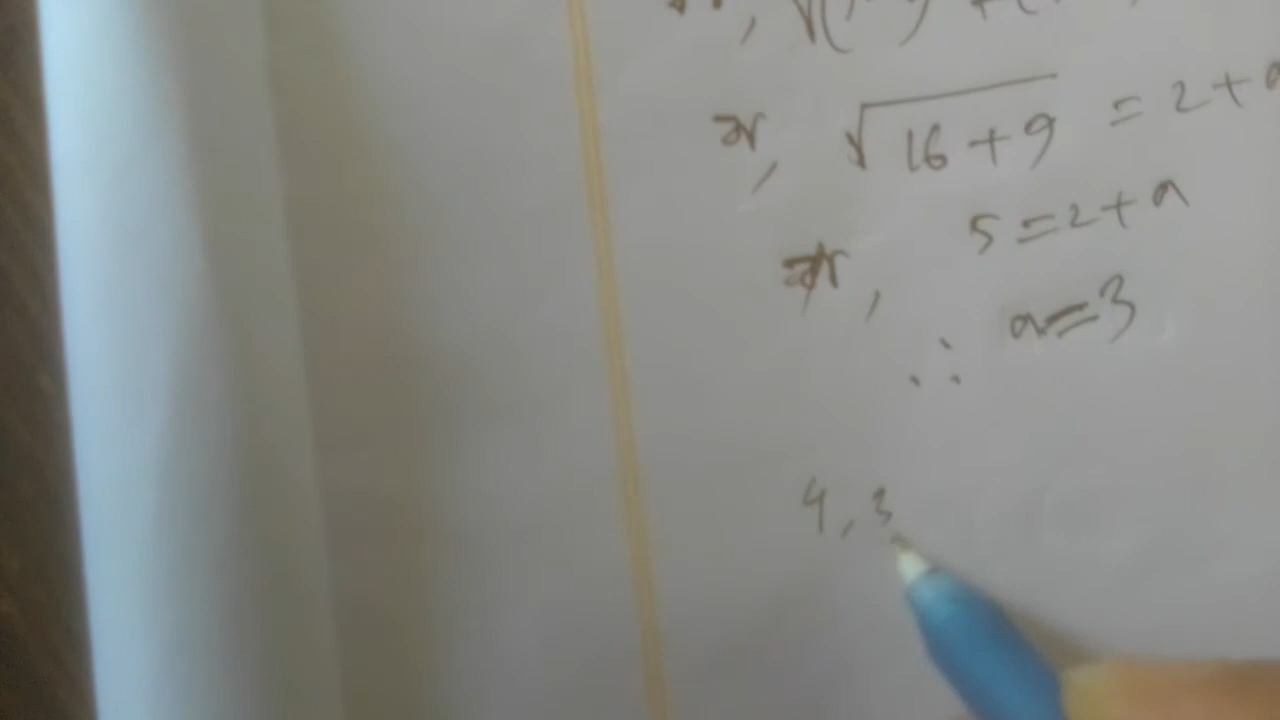 বা, √16 + 9 = 2 + a
বা, 5 = 2 + a
∴ a = 3
4, 3